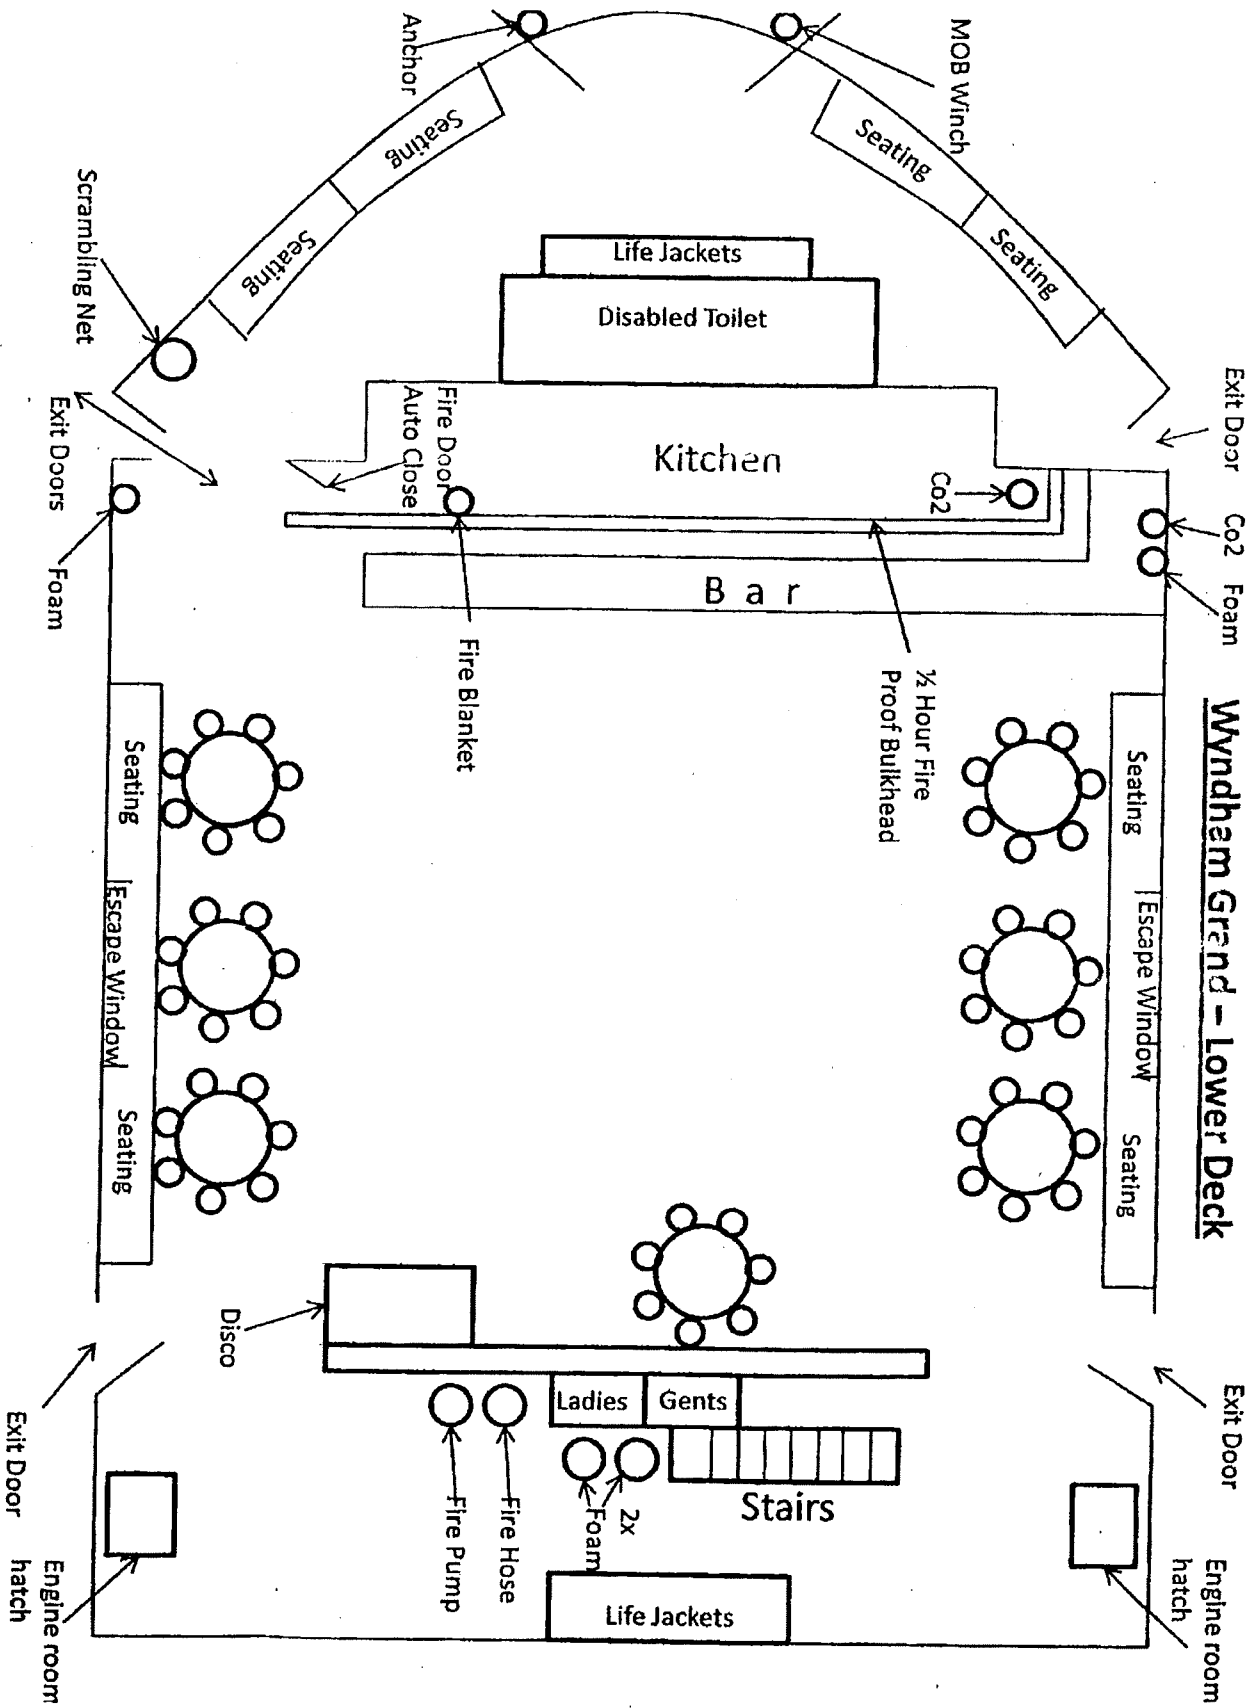 Wyndham Grand – Lower Deck
Anchor
MOB Winch
Seating
Seating
Seating
Seating
Scrambling Net
Life Jackets
Disabled Toilet
Exit Door
Exit Doors
Fire Door
Auto Close
Kitchen
Co2
Co2
Foam
Foam
Bar
Fire Blanket
½ Hour Fire
Proof Bulkhead
Seating
Escape Window
Seating
Seating
Escape Window
Seating
Disco
Ladies
Gents
Stairs
Fire Pump
Fire Hose
2x
Foam
Life Jackets
Exit Door
Engine room
hatch
Exit Door
Engine room
hatch